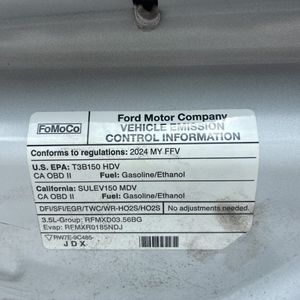 FoMoCo
Ford Motor Company
VEHICLE EMISSION
CONTROL INFORMATION
Conforms to regulations: 2024 MY FFV
U.S. EPA: T3B150 HDV
CA OBD II Fuel: Gasoline/Ethanol
California: SULEV150 MDV
CA OBD II Fuel: Gasoline/Ethanol
DFI/SFI/EGR/TWC/WR-HO2S/HO2S No adjustments needed.
3.5L-Group: RFMXD03.56BG
Evap: RFMXR0185NDJ
RW7E-9C485-
JDX